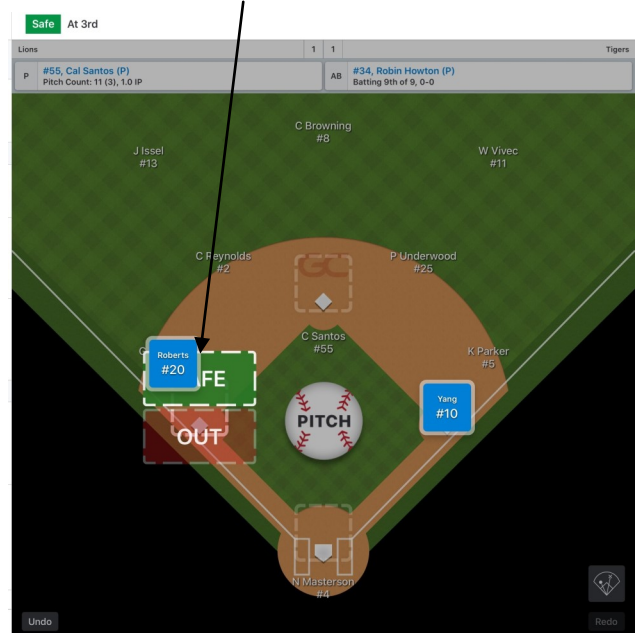 Safe At 3rd
Lions 1 1 Tigers
P #55, Cal Santos (P) AB #34, Robin Howton (P)
Pitch Count: 11 (3), 1.0 IP Batting 9th of 9, 0-0
C Browning
#8
J Issel W Vivec
#13 #11
C Reynolds GC P Underwood
#2 #25
C Santos
#55
Roberts K Parker
#20 #5
Yang
#10
PITCH
OUT
N Masterson
#4
Undo Redo